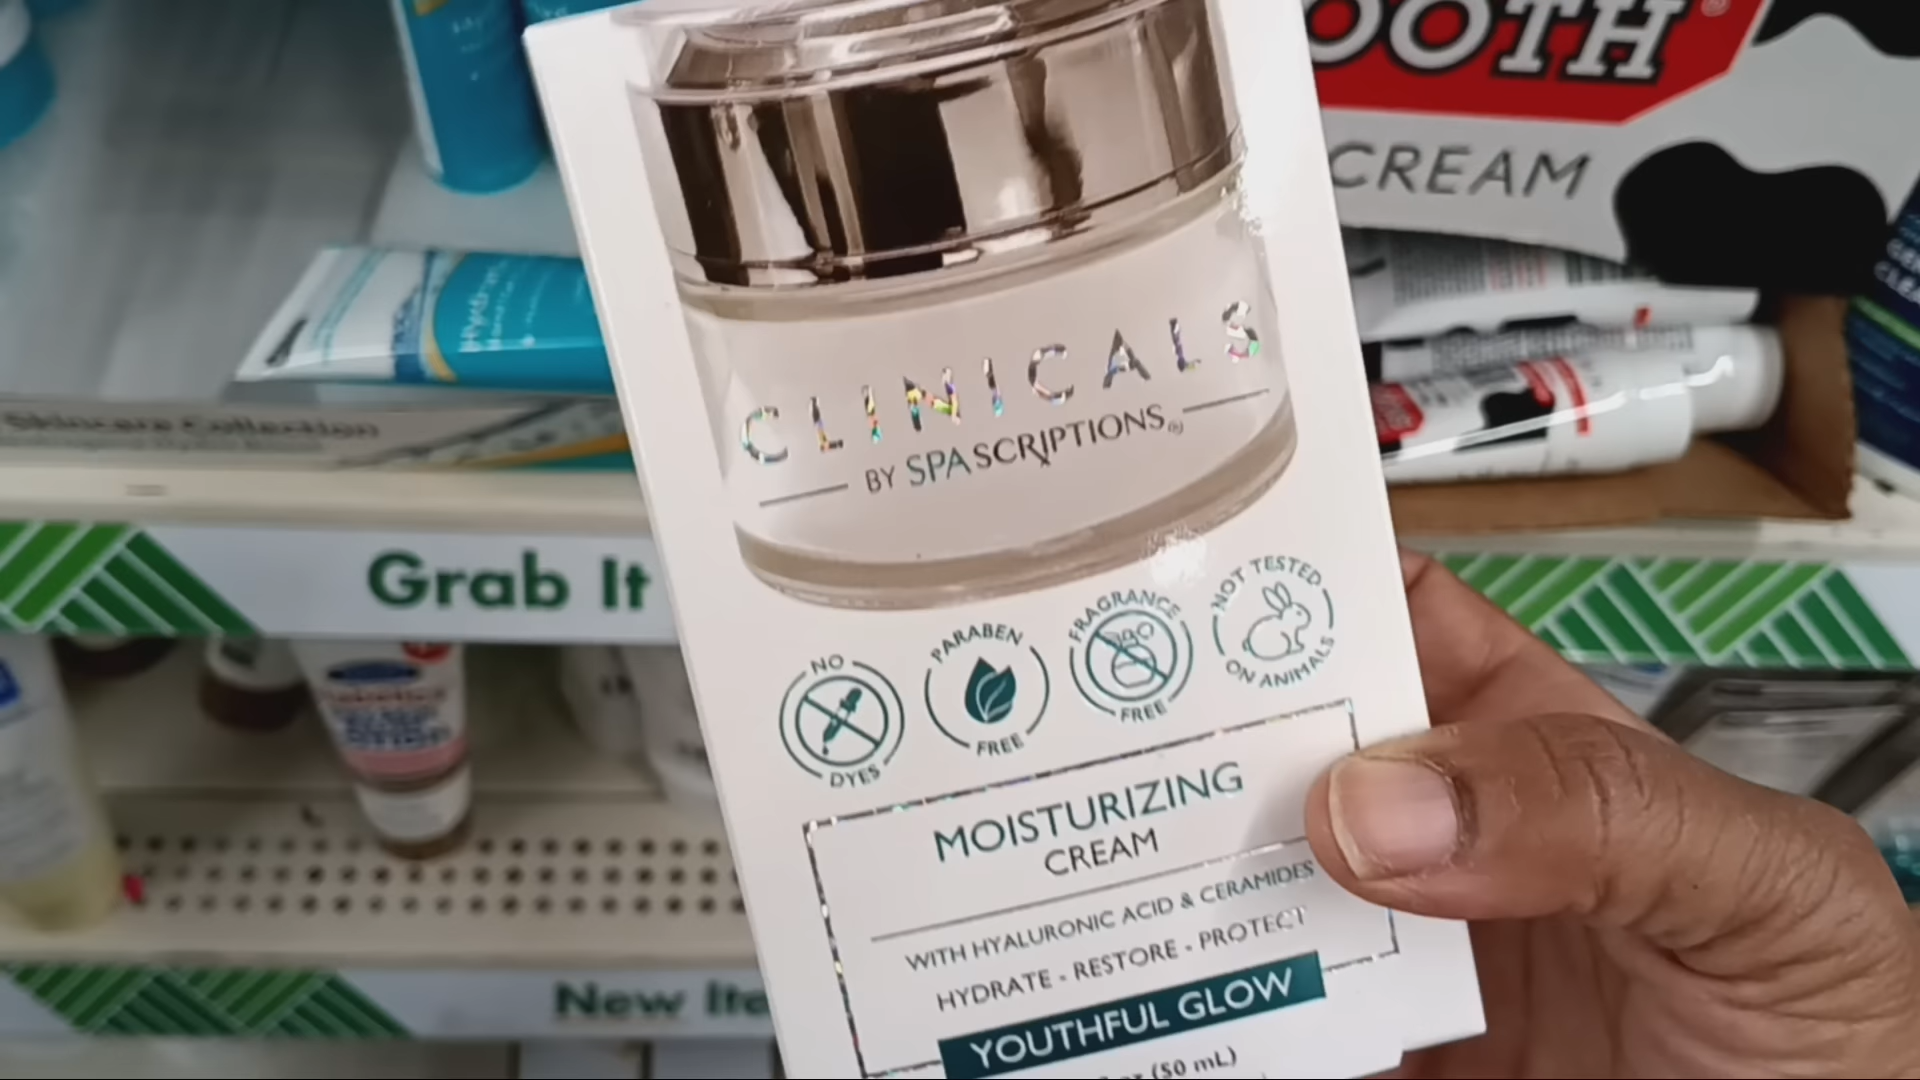 OOTH®
CREAM
Skincare Collection
CLINICALS
BY SPASCRIPTIONS®
Grab It
NO DYES
PARABEN FREE
FRAGRANCE FREE
NOT TESTED ON ANIMALS
MOISTURIZING
CREAM
WITH HYALURONIC ACID & CERAMIDES
HYDRATE - RESTORE - PROTECT
YOUTHFUL GLOW
(50 mL)
New Ite